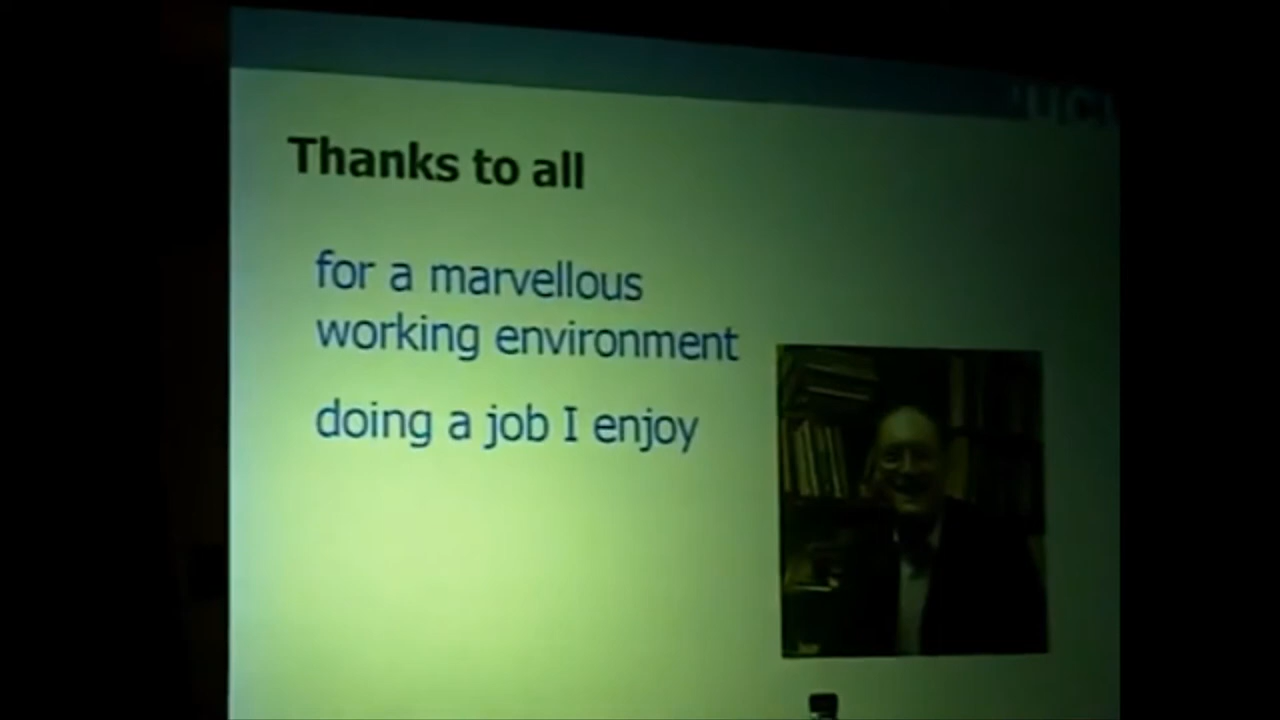 Thanks to all
for a marvellous
working environment
doing a job I enjoy